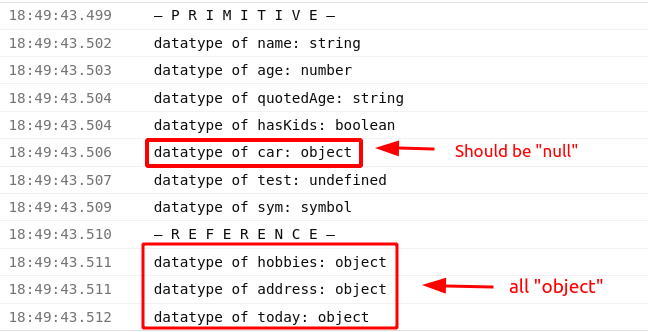 18:49:43.499 — P R I M I T I V E —
18:49:43.502 datatype of name: string
18:49:43.503 datatype of age: number
18:49:43.504 datatype of quotedAge: string
18:49:43.504 datatype of hasKids: boolean
18:49:43.506 datatype of car: object Should be "null"
18:49:43.507 datatype of test: undefined
18:49:43.509 datatype of sym: symbol
18:49:43.510 — R E F E R E N C E —
18:49:43.511 datatype of hobbies: object
18:49:43.511 datatype of address: object all "object"
18:49:43.512 datatype of today: object